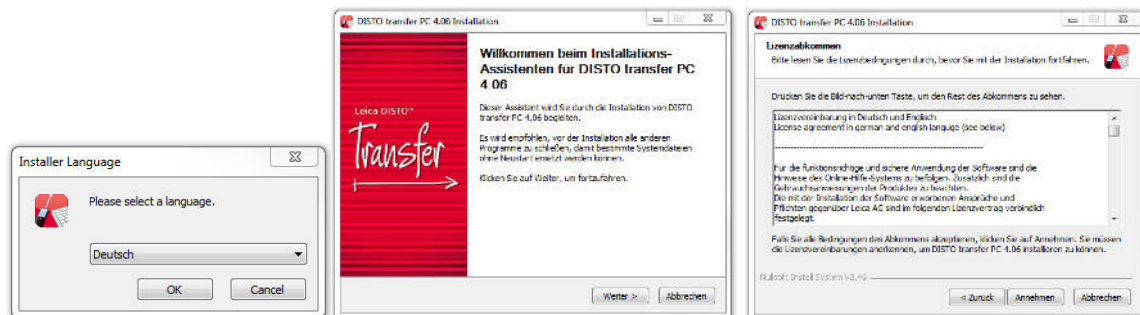 Installer Language
Please select a language.
Deutsch
OK
Cancel
DISTO transfer PC 4.06 Installation
Leica DISTO™
Transfer
Willkommen beim Installations-
Assistenten für DISTO transfer PC
4.06
Dieser Assistent wird Sie durch die Installation von DISTO
transfer PC 4.06 begleiten.
Es wird empfohlen, vor der Installation alle anderen
Programme zu schließen, damit bestimmte Systemdateien
ohne Neustart ersetzt werden können.
Klicken Sie auf Weiter, um fortzufahren.
Weiter >
Abbrechen
DISTO transfer PC 4.06 Installation
Lizenzabkommen
Bitte lesen Sie die Lizenzbedingungen durch, bevor Sie mit der Installation fortfahren.
Drücken Sie die Bild-nach-unten Taste, um den Rest des Abkommens zu sehen.
Lizenzvereinbarung in Deutsch und Englisch
License agreement in german and english languge (see below)
--------------------------------------------------------------
Für die funktionsrichtige und sichere Anwendung der Software sind die
Hinweise des Online-Hilfe-Systems zu befolgen. Zusätzlich sind die
Gebrauchsanweisungen der Produkte zu beachten.
Die mit der Installation der Software erworbenen Ansprüche und
Pflichten gegenüber Leica AG sind im folgenden Lizenzvertrag verbindlich
festgelegt.
Falls Sie alle Bedingungen des Abkommens akzeptieren, klicken Sie auf Annehmen. Sie müssen
die Lizenzvereinbarungen anerkennen, um DISTO transfer PC 4.06 installieren zu können.
Nullsoft Install System v2.46
< Zurück
Annehmen
Abbrechen